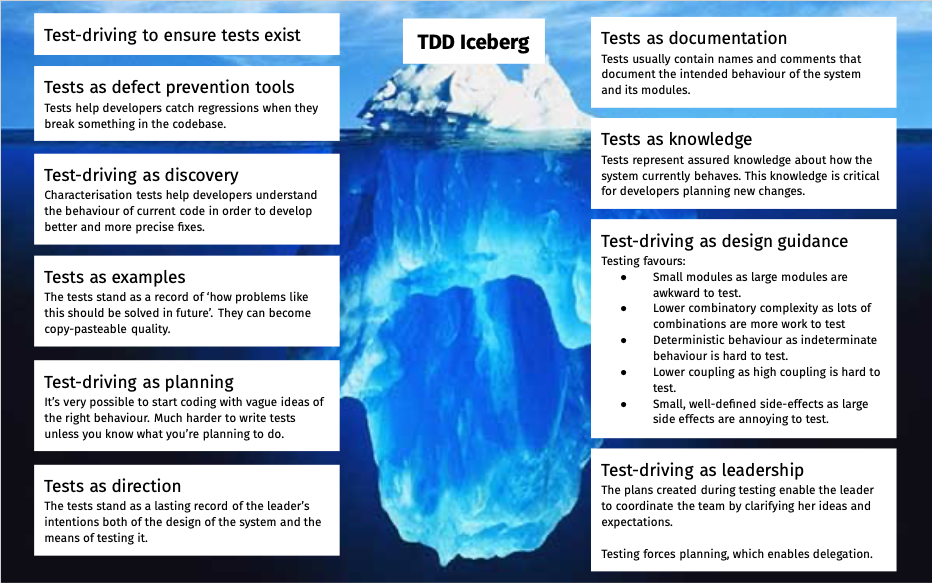 TDD Iceberg
Test-driving to ensure tests exist
Tests as defect prevention tools
Tests help developers catch regressions when they
break something in the codebase.
Test-driving as discovery
Characterisation tests help developers understand
the behaviour of current code in order to develop
better and more precise fixes.
Tests as examples
The tests stand as a record of ‘how problems like
this should be solved in future’. They can become
copy-pasteable quality.
Test-driving as planning
It’s very possible to start coding with vague ideas of
the right behaviour. Much harder to write tests
unless you know what you’re planning to do.
Tests as direction
The tests stand as a lasting record of the leader’s
intentions both of the design of the system and the
means of testing it.
Tests as documentation
Tests usually contain names and comments that
document the intended behaviour of the system
and its modules.
Tests as knowledge
Tests represent assured knowledge about how the
system currently behaves. This knowledge is critical
for developers planning new changes.
Test-driving as design guidance
Testing favours:
● Small modules as large modules are
awkward to test.
● Lower combinatory complexity as lots of
combinations are more work to test
● Deterministic behaviour as indeterminate
behaviour is hard to test.
● Lower coupling as high coupling is hard to
test.
● Small, well-defined side-effects as large
side effects are annoying to test.
Test-driving as leadership
The plans created during testing enable the leader
to coordinate the team by clarifying her ideas and
expectations.
Testing forces planning, which enables delegation.